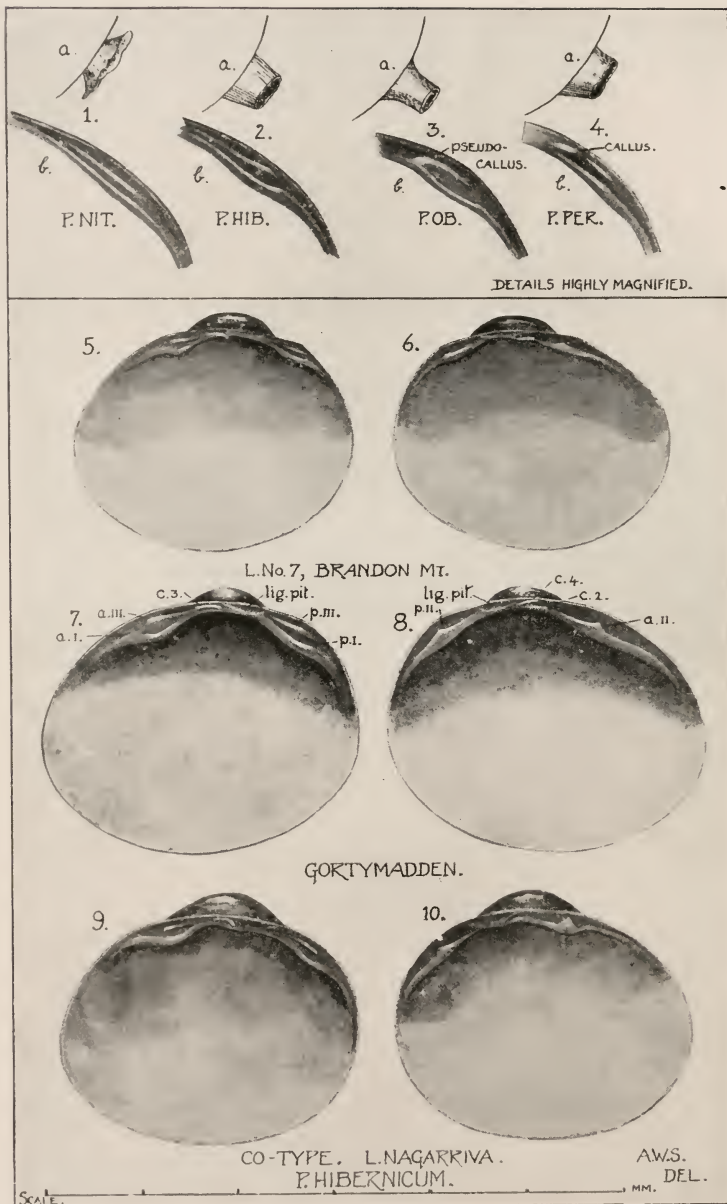 a.
1.
b.
P.NIT.
a.
2.
b.
P.HIB.
a.
3.
PSEUDO-
CALLUS.
b.
P.OB.
a.
4.
CALLUS.
b.
P.PER.
DETAILS HIGHLY MAGNIFIED.
5.
6.
L.No.7, BRANDON MT.
7.
c.3.
lig.pit.
a.III.
p.III.
a.I.
p.I.
8.
c.4.
lig.pit.
c.2.
p.II.
a.II.
GORTYMADDEN.
9.
10.
CO-TYPE. L.NAGARRIVA.
P.HIBERNICUM.
A.W.S.
DEL.
SCALE.
MM.